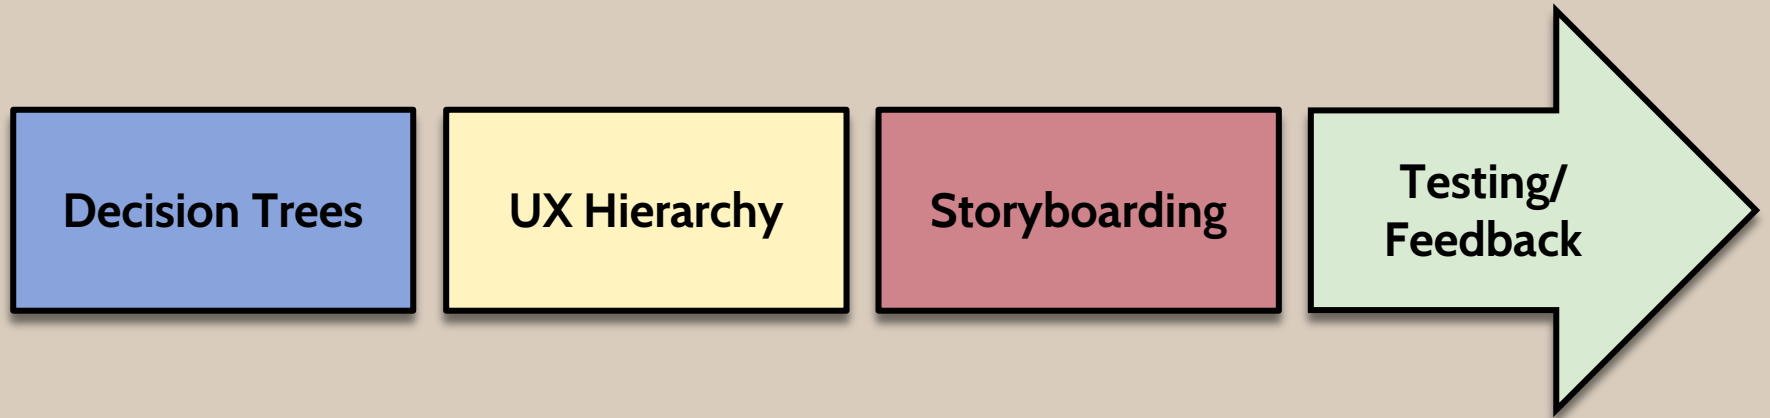 Decision Trees
UX Hierarchy
Storyboarding
Testing/
Feedback